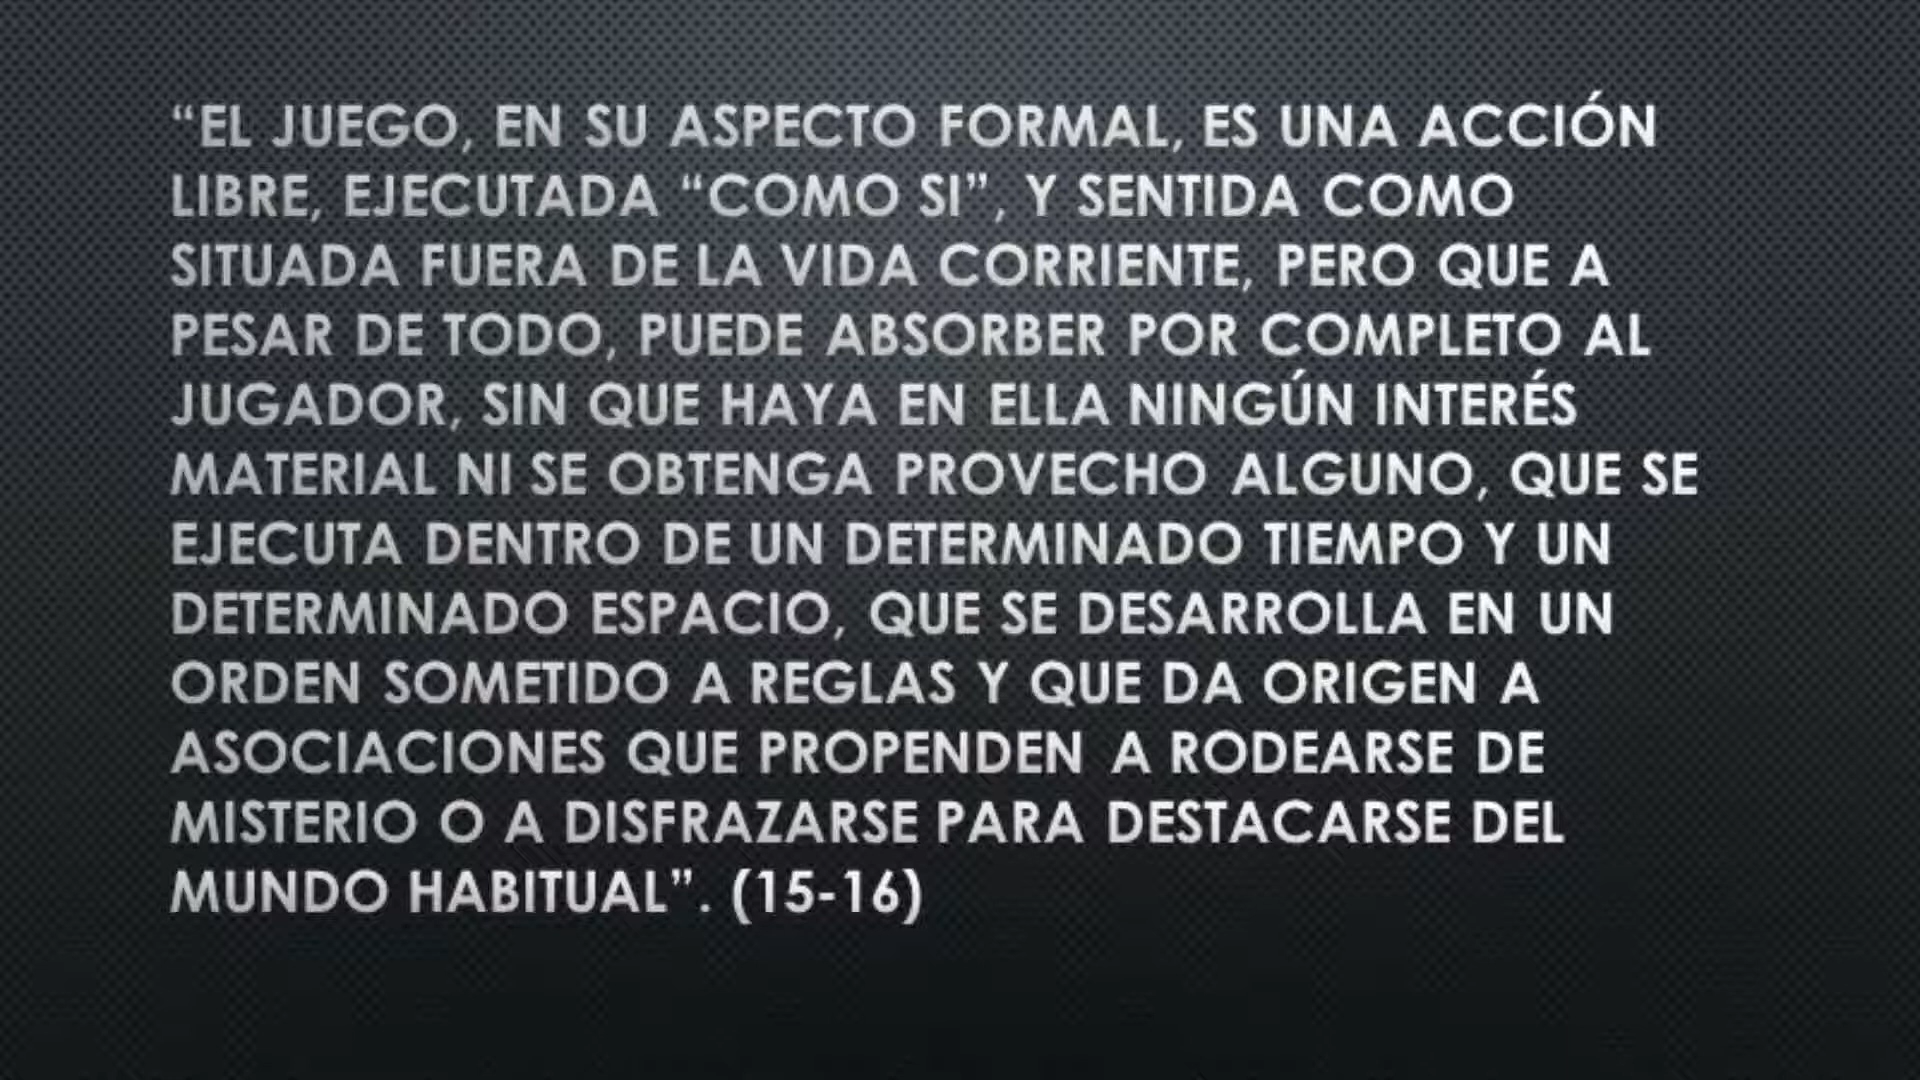 “EL JUEGO, EN SU ASPECTO FORMAL, ES UNA ACCIÓN
LIBRE, EJECUTADA “COMO SI”, Y SENTIDA COMO
SITUADA FUERA DE LA VIDA CORRIENTE, PERO QUE A
PESAR DE TODO, PUEDE ABSORBER POR COMPLETO AL
JUGADOR, SIN QUE HAYA EN ELLA NINGÚN INTERÉS
MATERIAL NI SE OBTENGA PROVECHO ALGUNO, QUE SE
EJECUTA DENTRO DE UN DETERMINADO TIEMPO Y UN
DETERMINADO ESPACIO, QUE SE DESARROLLA EN UN
ORDEN SOMETIDO A REGLAS Y QUE DA ORIGEN A
ASOCIACIONES QUE PROPENDEN A RODEARSE DE
MISTERIO O A DISFRAZARSE PARA DESTACARSE DEL
MUNDO HABITUAL”. (15-16)